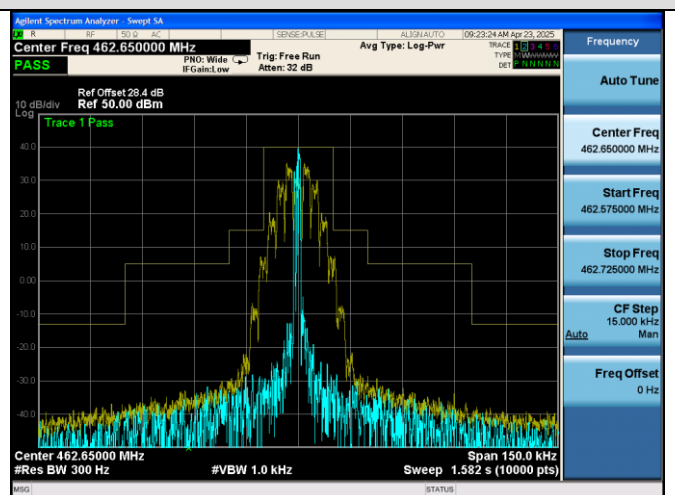 Agilent Spectrum Analyzer - Swept SA
R RF 50 Ω AC SENSE:PULSE ALIGN AUTO 09:23:24 AM Apr 23, 2025
Center Freq 462.650000 MHz
Avg Type: Log-Pwr
TRACE 1 2 3 4 5 6
TYPE
DET P N N N N N
PASS
PNO: Wide
IFGain:Low
Trig: Free Run
Atten: 32 dB
Ref Offset 28.4 dB
10 dB/div Ref 50.00 dBm
Log
Trace 1 Pass
40.0
30.0
20.0
10.0
0.00
-10.0
-20.0
-30.0
-40.0
Center 462.65000 MHz
Span 150.0 kHz
#Res BW 300 Hz
#VBW 1.0 kHz
Sweep 1.582 s (10000 pts)
MSG
STATUS
Frequency
Auto Tune
Center Freq
462.650000 MHz
Start Freq
462.575000 MHz
Stop Freq
462.725000 MHz
CF Step
15.000 kHz
Auto Man
Freq Offset
0 Hz